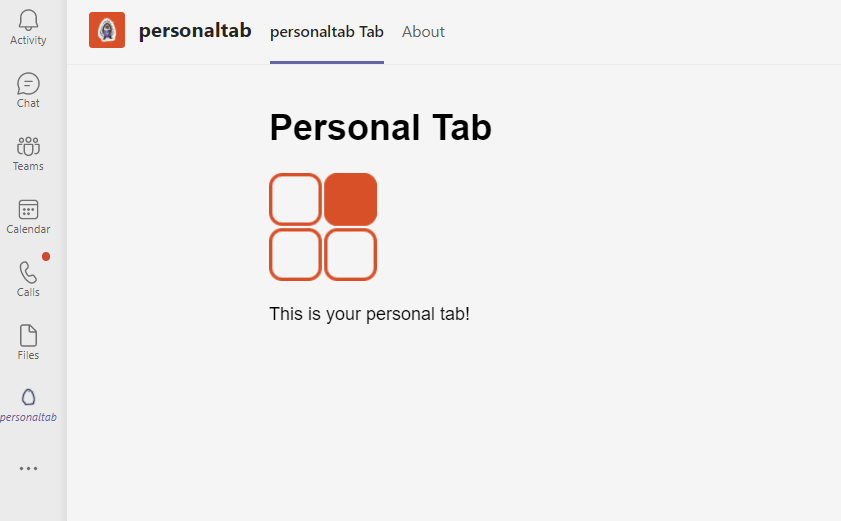 Activity
Chat
Teams
Calendar
Calls
Files
personaltab
personaltab personaltab Tab About
Personal Tab
This is your personal tab!